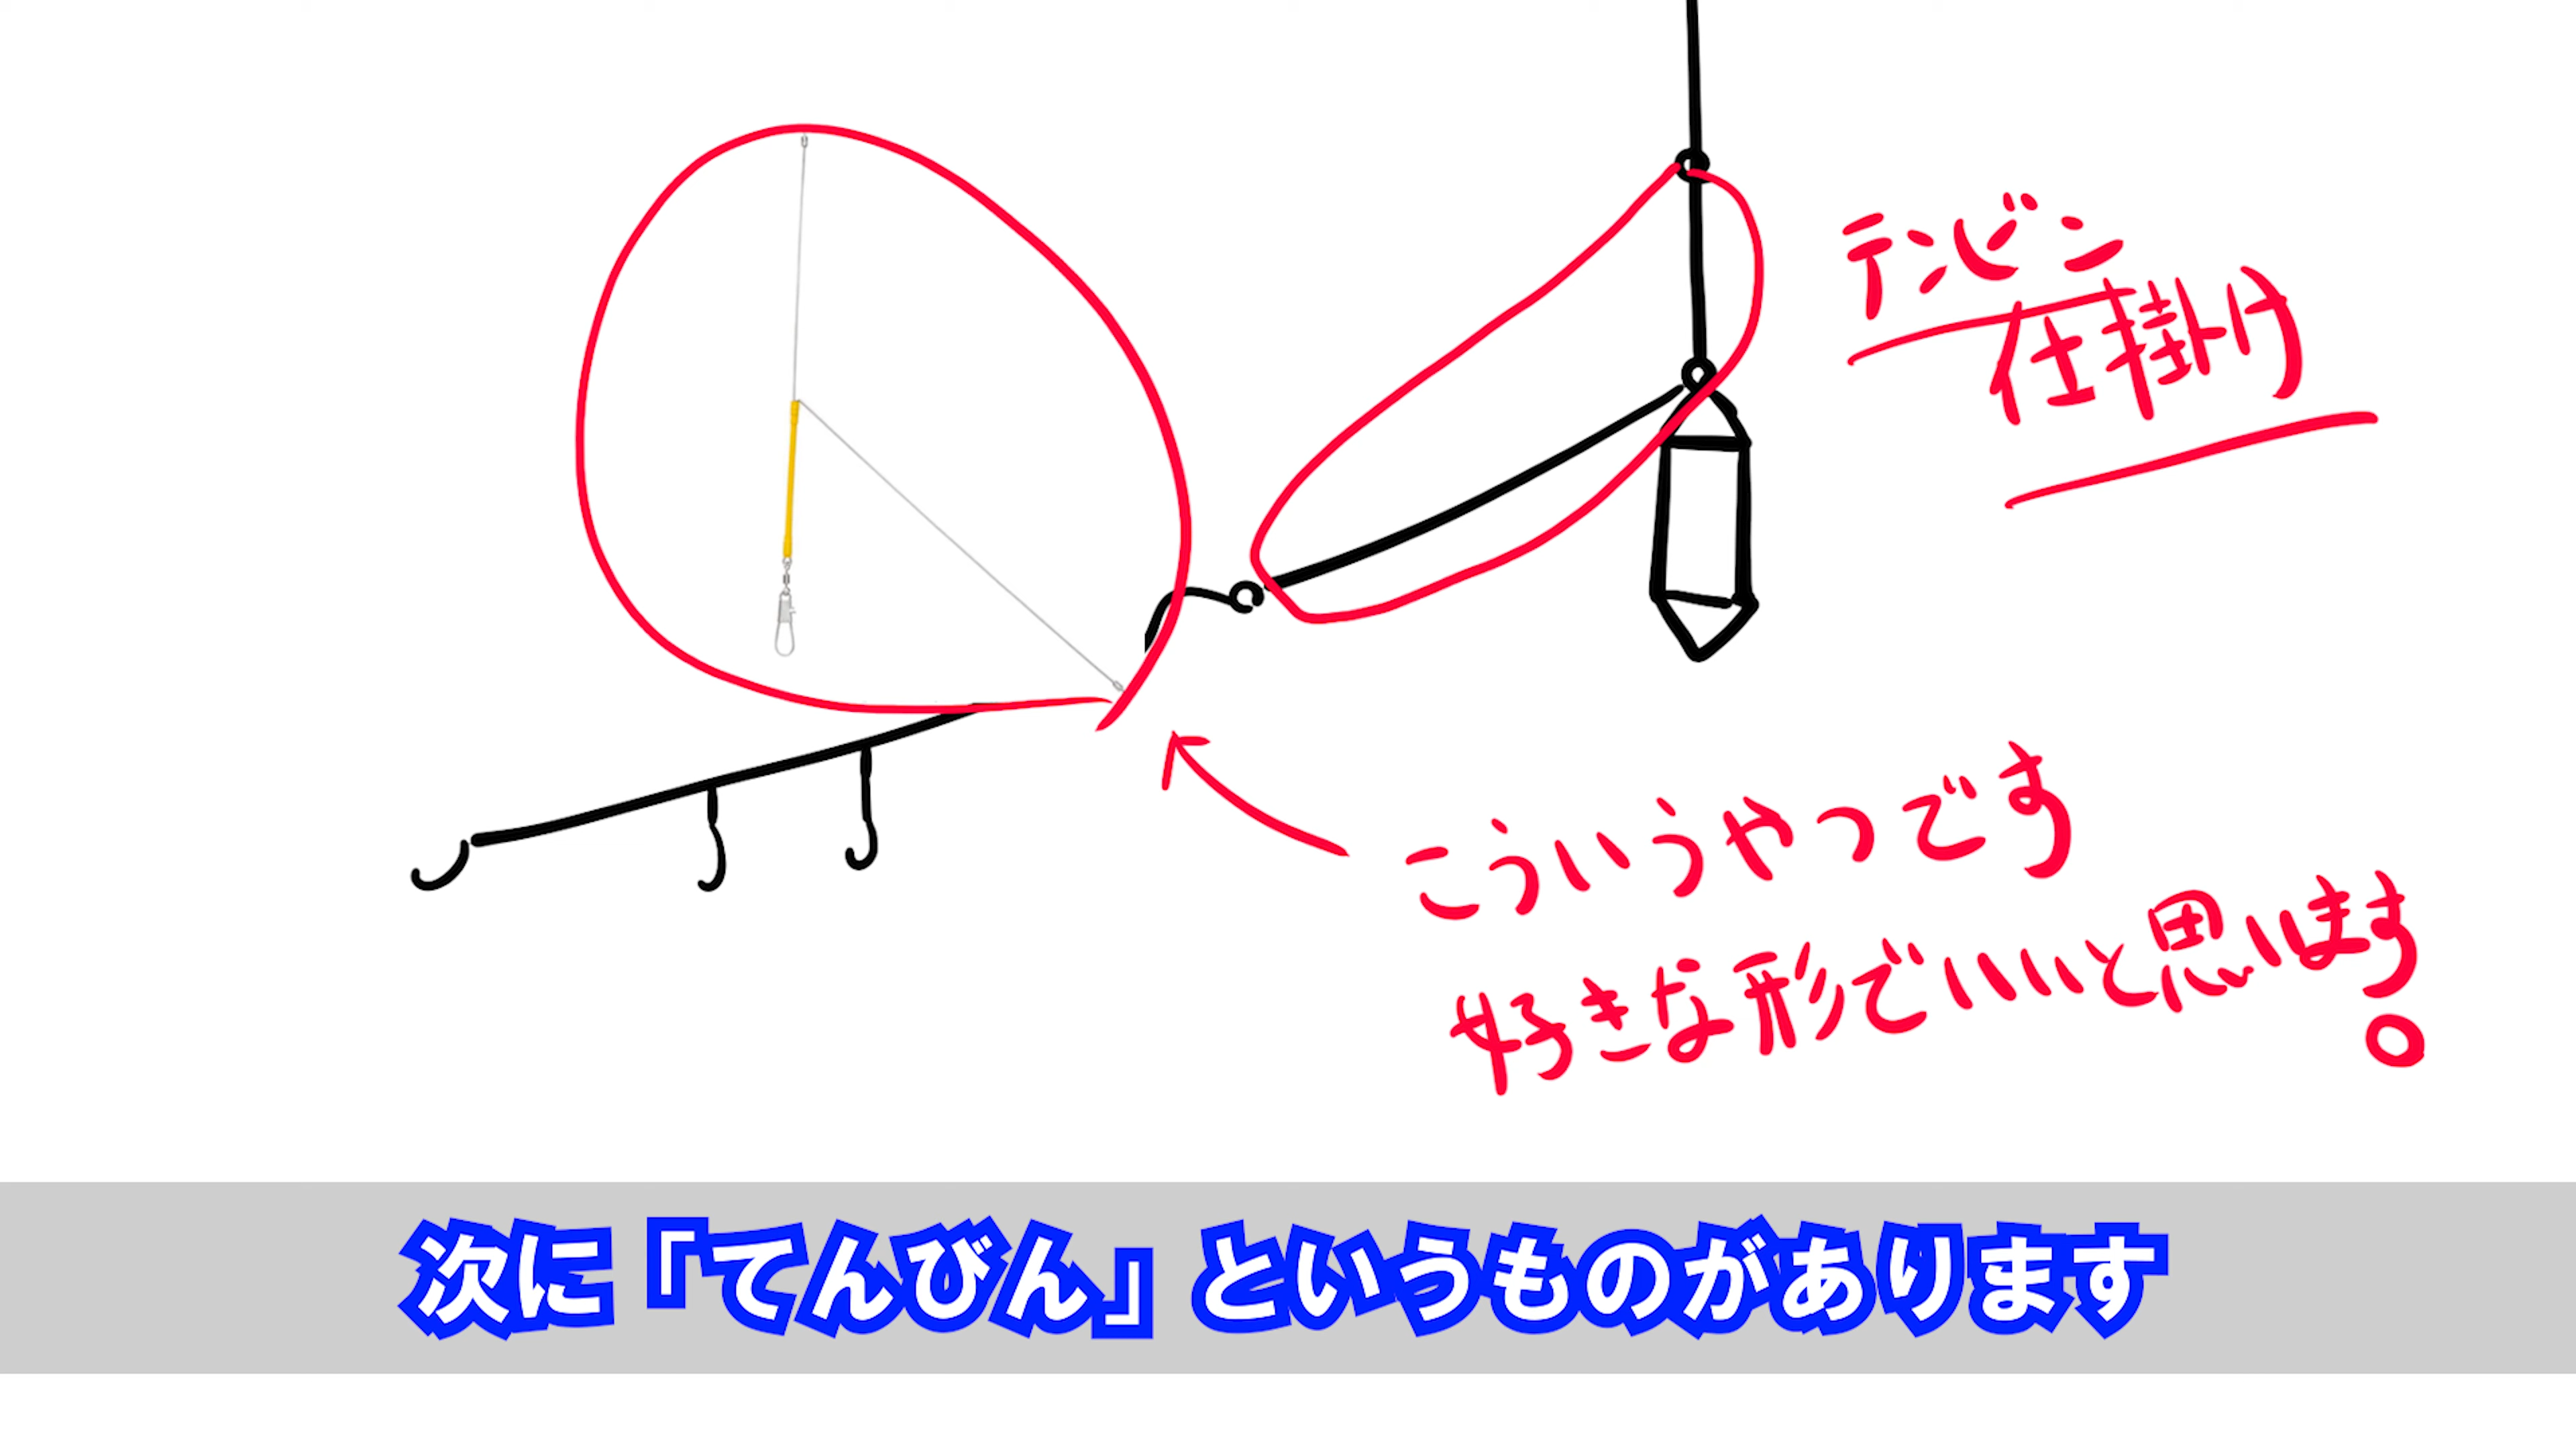 テンビン
仕掛け
こういうやつです
好きな形でいいと思います。
次に「てんびん」というものがあります